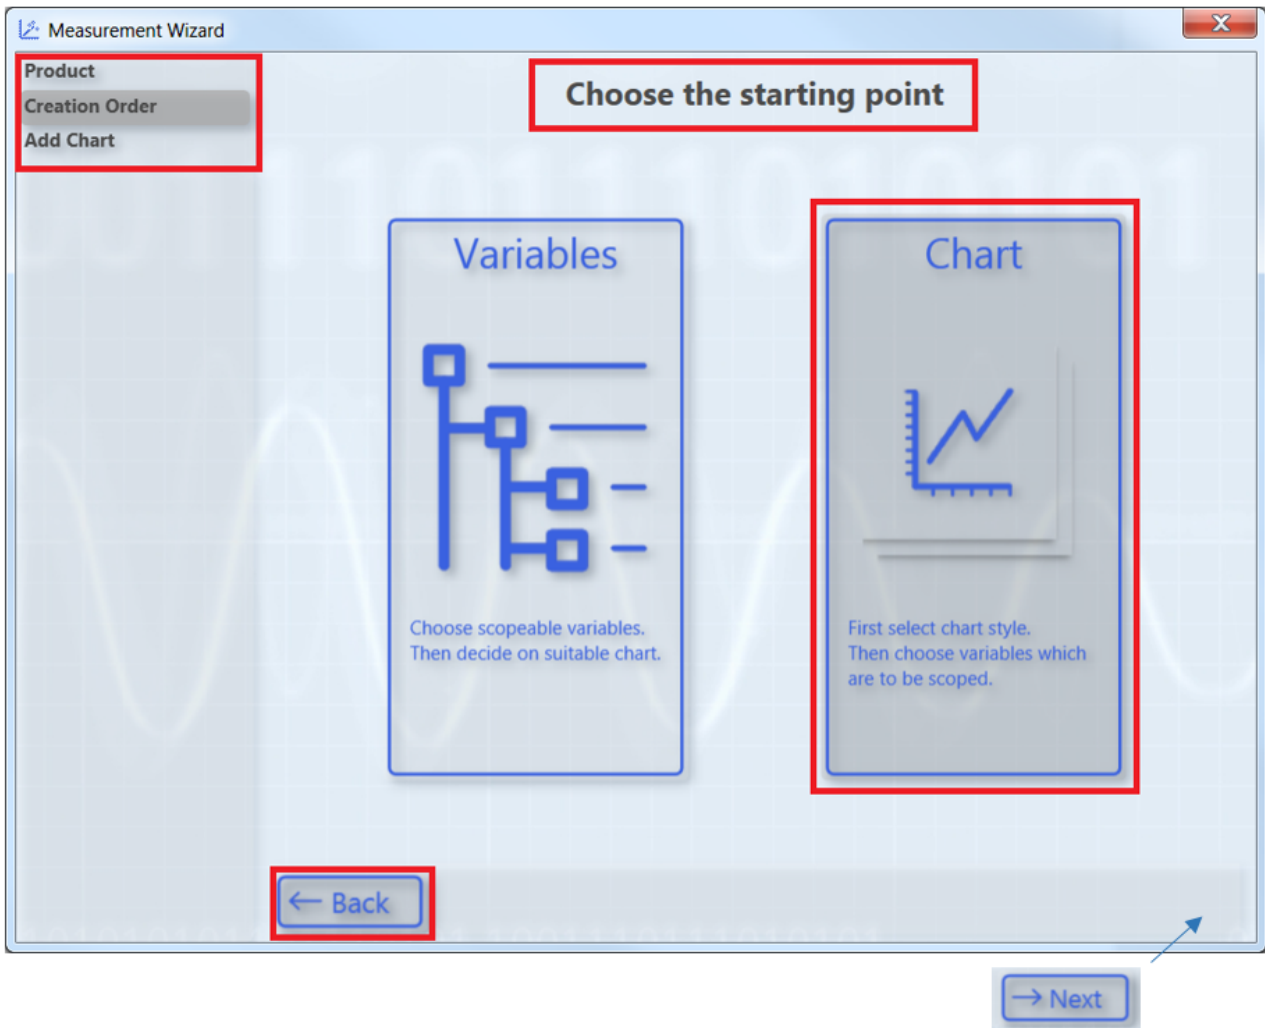 Measurement Wizard
X
Product
Creation Order
Add Chart
Choose the starting point
Variables
Choose scopeable variables.
Then decide on suitable chart.
Chart
First select chart style.
Then choose variables which
are to be scoped.
← Back
→ Next